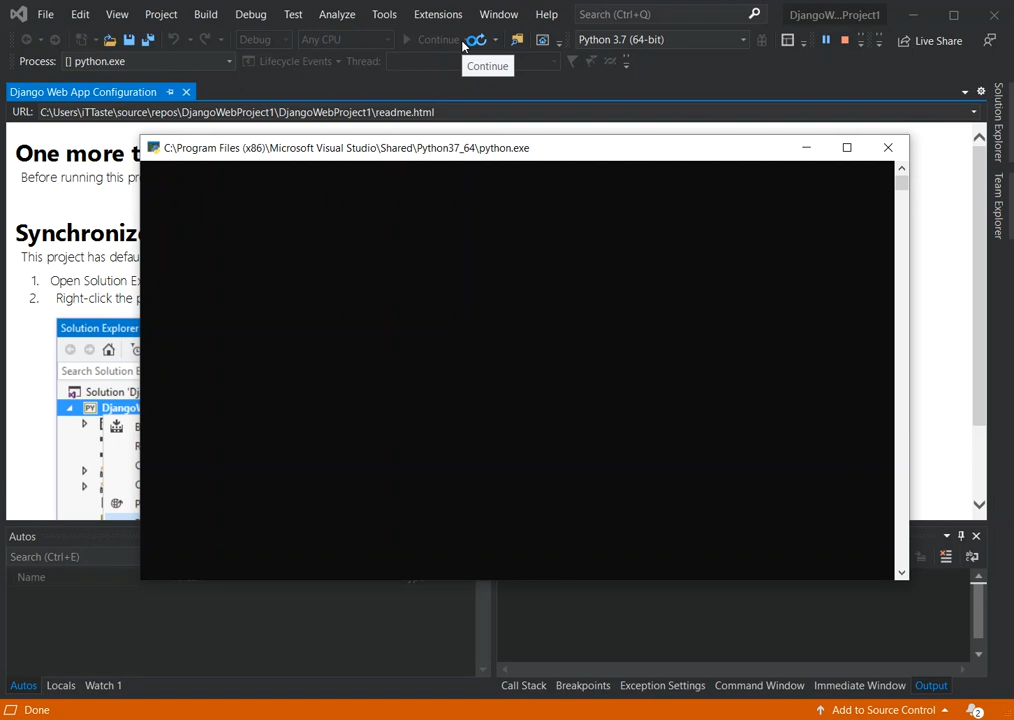 File Edit View Project Build Debug Test Analyze Tools Extensions Window Help Search (Ctrl+Q) DjangoW...Project1
Debug Any CPU Continue Python 3.7 (64-bit) Live Share
Process: [] python.exe Lifecycle Events Thread:
Continue
Django Web App Configuration
URL: C:\Users\iTTaste\source\repos\DjangoWebProject1\DjangoWebProject1\readme.html
Solution Explorer
Team Explorer
C:\Program Files (x86)\Microsoft Visual Studio\Shared\Python37_64\python.exe
One more t
Before running this pr
Synchroniz
This project has defau
1. Open Solution Ex
2. Right-click the p
Solution Explorer
Search Solution E
Solution 'Dj
PY DjangoW
Autos
Search (Ctrl+E)
Name
Autos Locals Watch 1
Call Stack Breakpoints Exception Settings Command Window Immediate Window Output
Done Add to Source Control 2